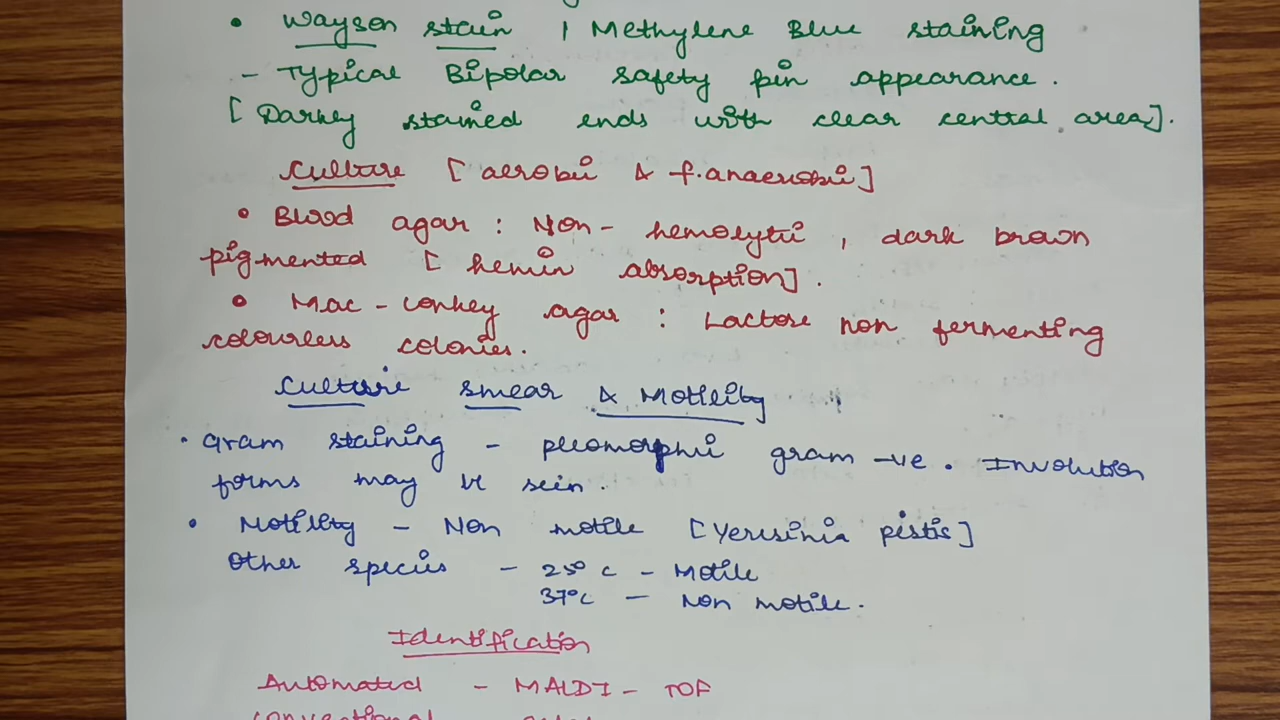 • Wayson stain / Methylene Blue staining
- Typical Bipolar safety pin appearance.
[Darkey stained ends with clear central area].
Culture [aerobic & f.anaerobic]
• Blood agar : Non-hemolytic, dark brown
pigmented [hemin absorption].
• Mac-conkey agar : Lactose non fermenting
colourless colonies.
Culture smear & Motility
• Gram staining - pleomorphic gram -ve. Involution
forms may be seen.
• Motility - Non motile [Yersinia pestis]
Other species - 25°C - Motile
37°C - Non motile.
Identification
Automated - MALDI-TOF